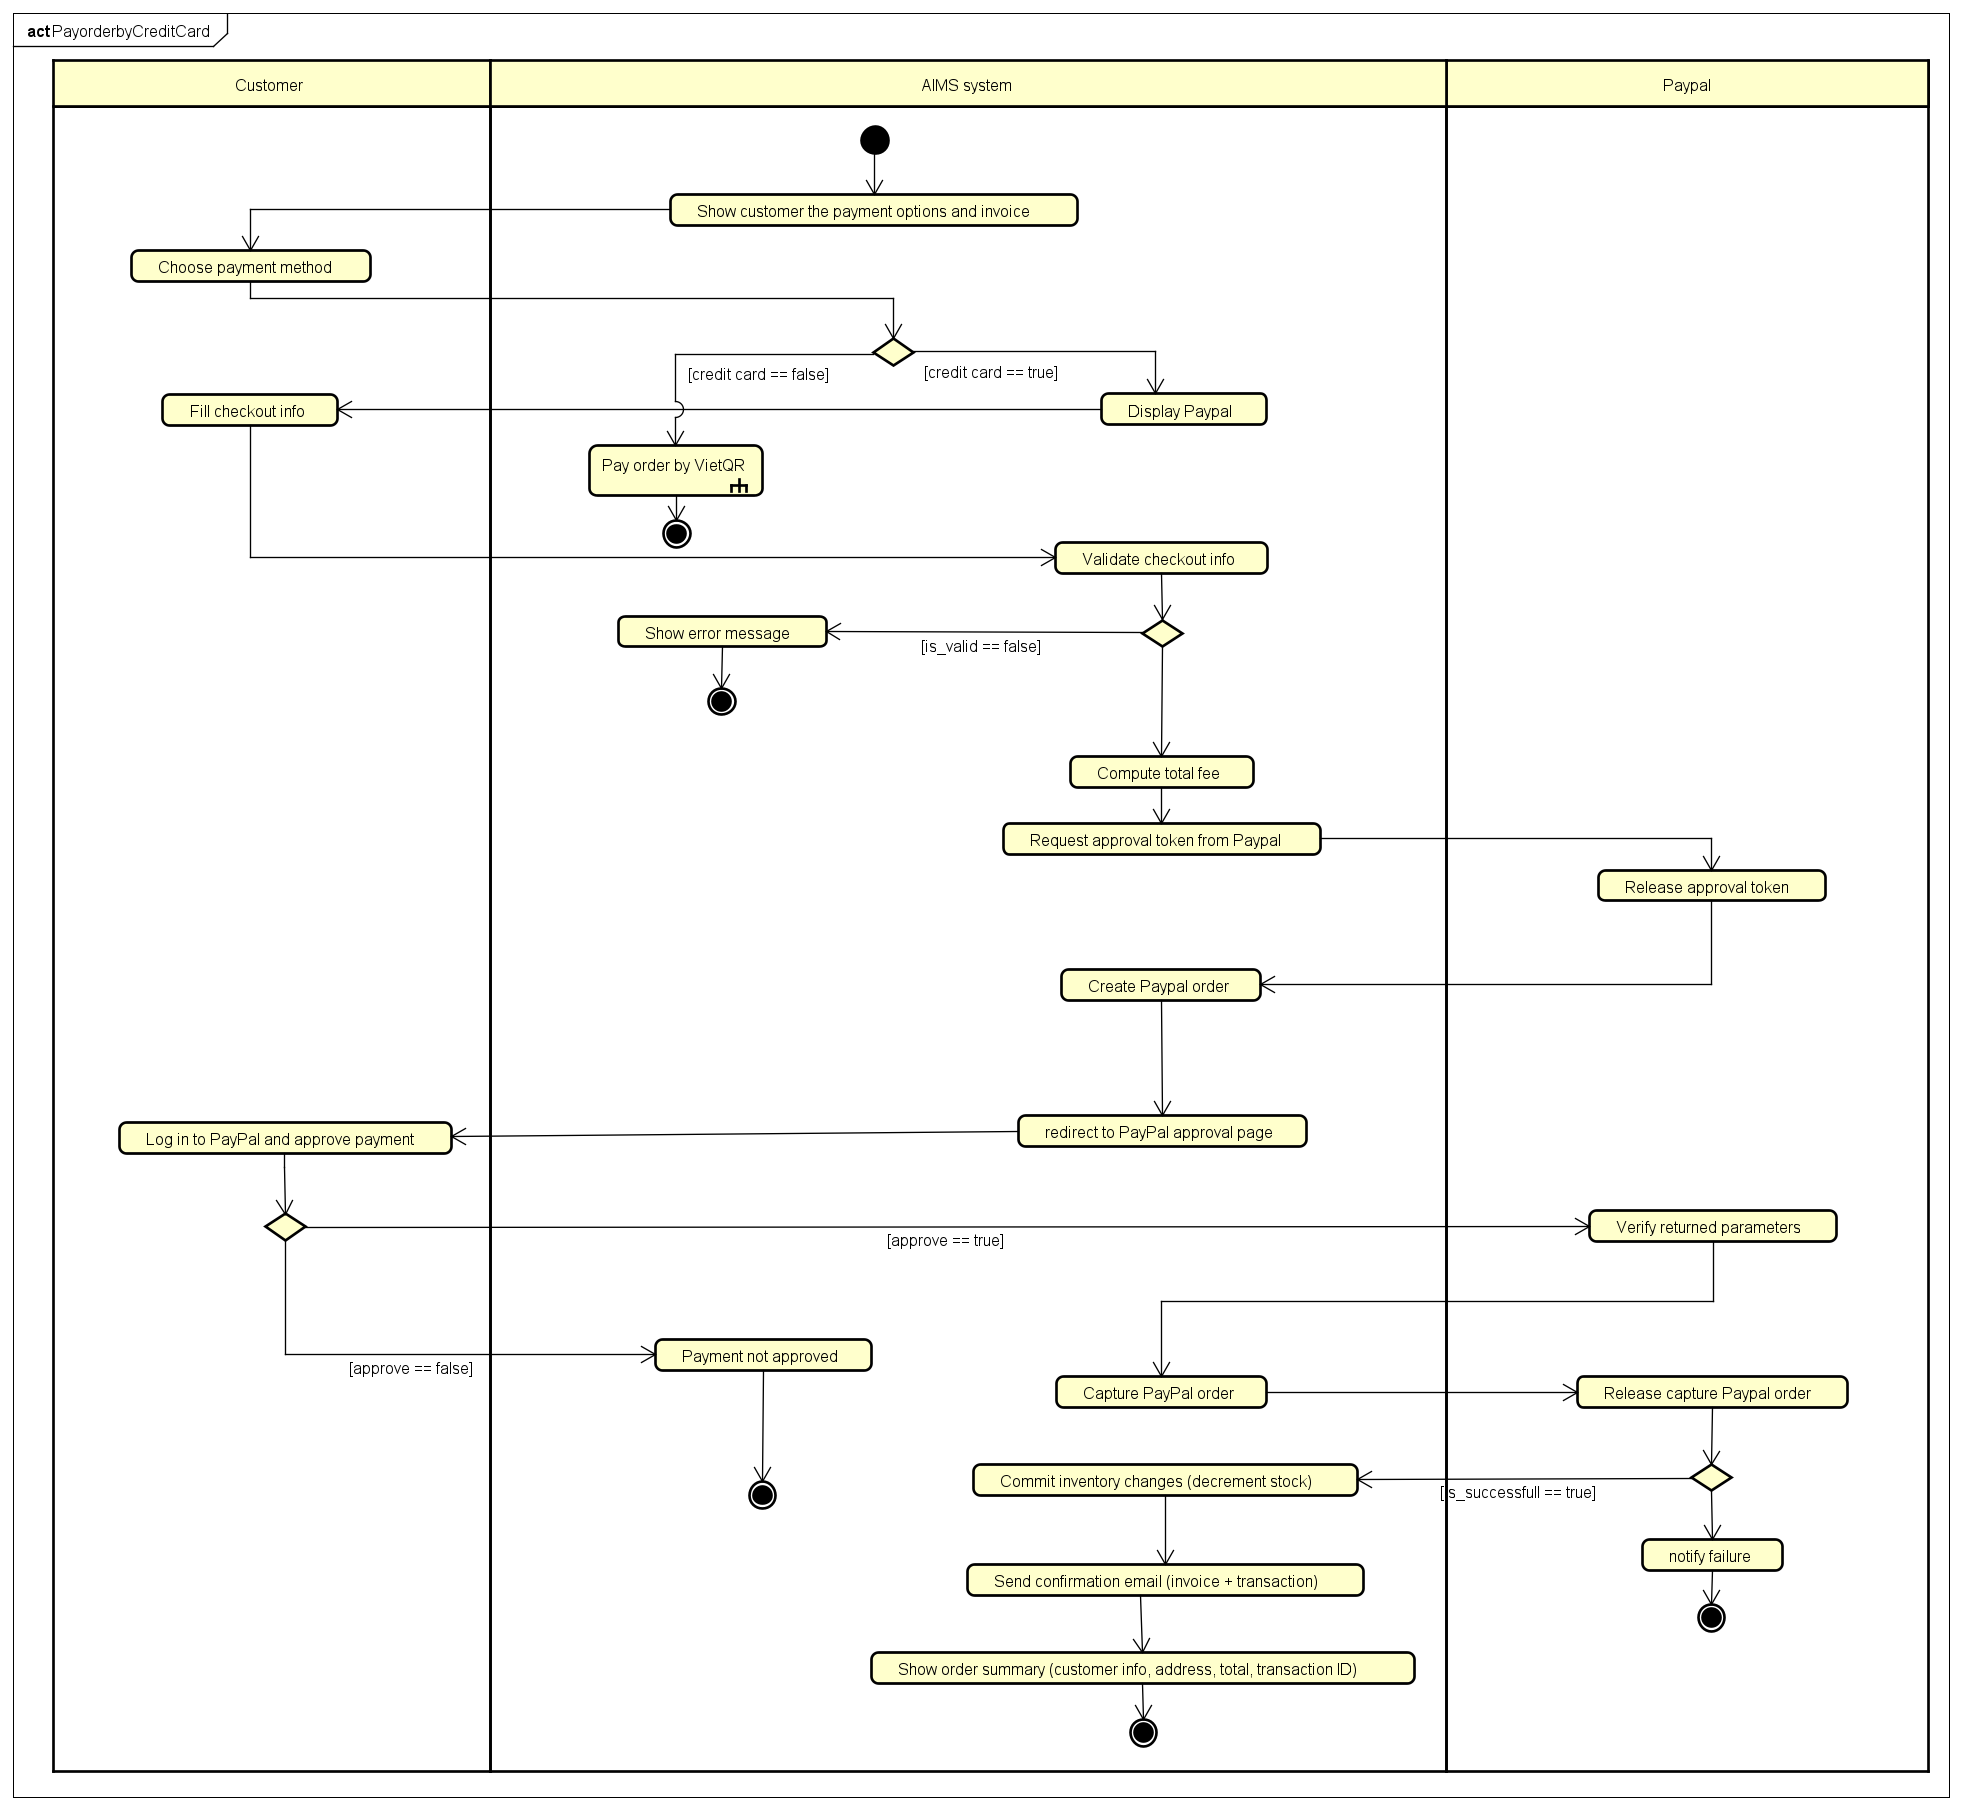 act PayorderbyCreditCard
Customer
AIMS system
Paypal
Show customer the payment options and invoice
Choose payment method
[credit card == false]
[credit card == true]
Fill checkout info
Display Paypal
Pay order by VietQR
Validate checkout info
Show error message
[is_valid == false]
Compute total fee
Request approval token from Paypal
Release approval token
Create Paypal order
Log in to PayPal and approve payment
redirect to PayPal approval page
Verify returned parameters
[approve == true]
Payment not approved
[approve == false]
Capture PayPal order
Release capture Paypal order
Commit inventory changes (decrement stock)
[is_successfull == true]
notify failure
Send confirmation email (invoice + transaction)
Show order summary (customer info, address, total, transaction ID)